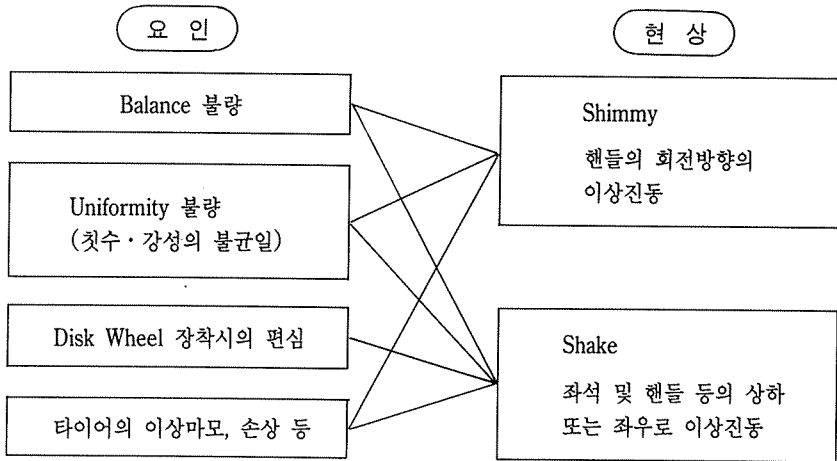 요 인
현 상
Balance 불량
Uniformity 불량
(칫수 · 강성의 불균일)
Disk Wheel 장착시의 편심
타이어의 이상마모, 손상 등
Shimmy
핸들의 회전방향의
이상진동
Shake
좌석 및 핸들 등의 상하
또는 좌우로 이상진동